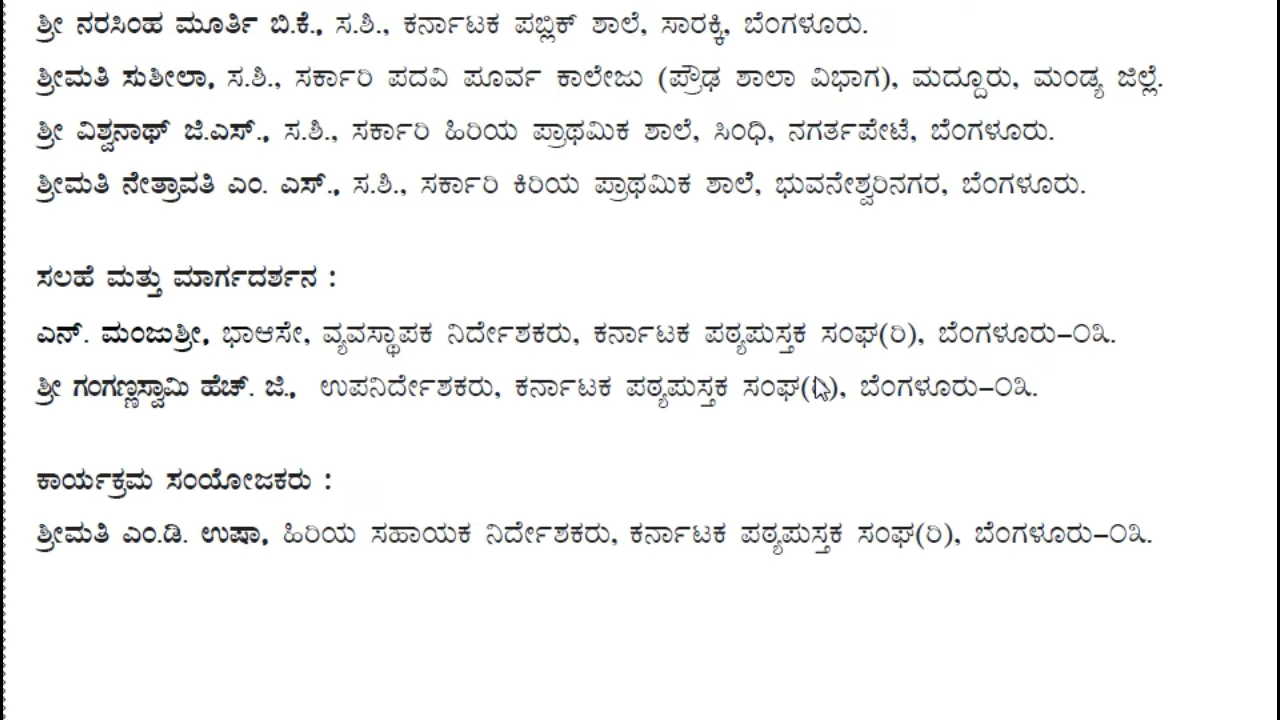 ಶ್ರೀ ನರಸಿಂಹ ಮೂರ್ತಿ ಬಿ.ಕೆ., ಸ.ಶಿ., ಕರ್ನಾಟಕ ಪಬ್ಲಿಕ್ ಶಾಲೆ, ಸಾರಕ್ಕಿ, ಬೆಂಗಳೂರು.
ಶ್ರೀಮತಿ ಸುಶೀಲಾ, ಸ.ಶಿ., ಸರ್ಕಾರಿ ಪದವಿ ಪೂರ್ವ ಕಾಲೇಜು (ಪ್ರೌಢ ಶಾಲಾ ವಿಭಾಗ), ಮದ್ದೂರು, ಮಂಡ್ಯ ಜಿಲ್ಲೆ.
ಶ್ರೀ ವಿಶ್ವನಾಥ್ ಜಿ.ಎಸ್., ಸ.ಶಿ., ಸರ್ಕಾರಿ ಹಿರಿಯ ಪ್ರಾಥಮಿಕ ಶಾಲೆ, ಸಿಂಧಿ, ನಗರ್ತಪೇಟೆ, ಬೆಂಗಳೂರು.
ಶ್ರೀಮತಿ ನೇತ್ರಾವತಿ ಎಂ. ಎಸ್., ಸ.ಶಿ., ಸರ್ಕಾರಿ ಕಿರಿಯ ಪ್ರಾಥಮಿಕ ಶಾಲೆ, ಭುವನೇಶ್ವರಿನಗರ, ಬೆಂಗಳೂರು.
ಸಲಹೆ ಮತ್ತು ಮಾರ್ಗದರ್ಶನ :
ಎನ್. ಮಂಜುಶ್ರೀ, ಭಾಆಸೇ, ವ್ಯವಸ್ಥಾಪಕ ನಿರ್ದೇಶಕರು, ಕರ್ನಾಟಕ ಪಠ್ಯಪುಸ್ತಕ ಸಂಘ(ರಿ), ಬೆಂಗಳೂರು–೦೩.
ಶ್ರೀ ಗಂಗಣ್ಣಸ್ವಾಮಿ ಹೆಚ್. ಜಿ., ಉಪನಿರ್ದೇಶಕರು, ಕರ್ನಾಟಕ ಪಠ್ಯಪುಸ್ತಕ ಸಂಘ(ರಿ), ಬೆಂಗಳೂರು–೦೩.
ಕಾರ್ಯಕ್ರಮ ಸಂಯೋಜಕರು :
ಶ್ರೀಮತಿ ಎಂ.ಡಿ. ಉಷಾ, ಹಿರಿಯ ಸಹಾಯಕ ನಿರ್ದೇಶಕರು, ಕರ್ನಾಟಕ ಪಠ್ಯಪುಸ್ತಕ ಸಂಘ(ರಿ), ಬೆಂಗಳೂರು–೦೩.